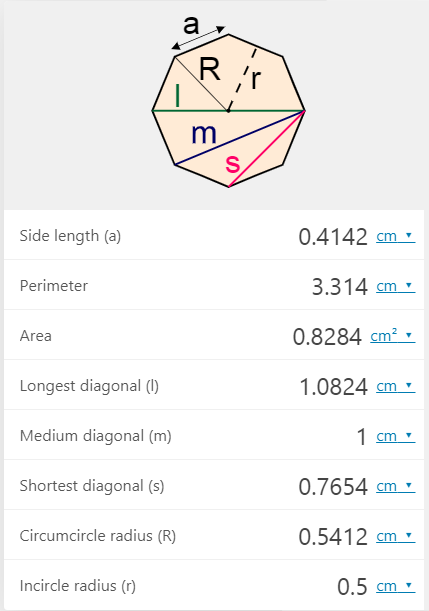 a
R
r
l
m
s
Side length (a) 0.4142 cm
Perimeter 3.314 cm
Area 0.8284 cm²
Longest diagonal (l) 1.0824 cm
Medium diagonal (m) 1 cm
Shortest diagonal (s) 0.7654 cm
Circumcircle radius (R) 0.5412 cm
Incircle radius (r) 0.5 cm